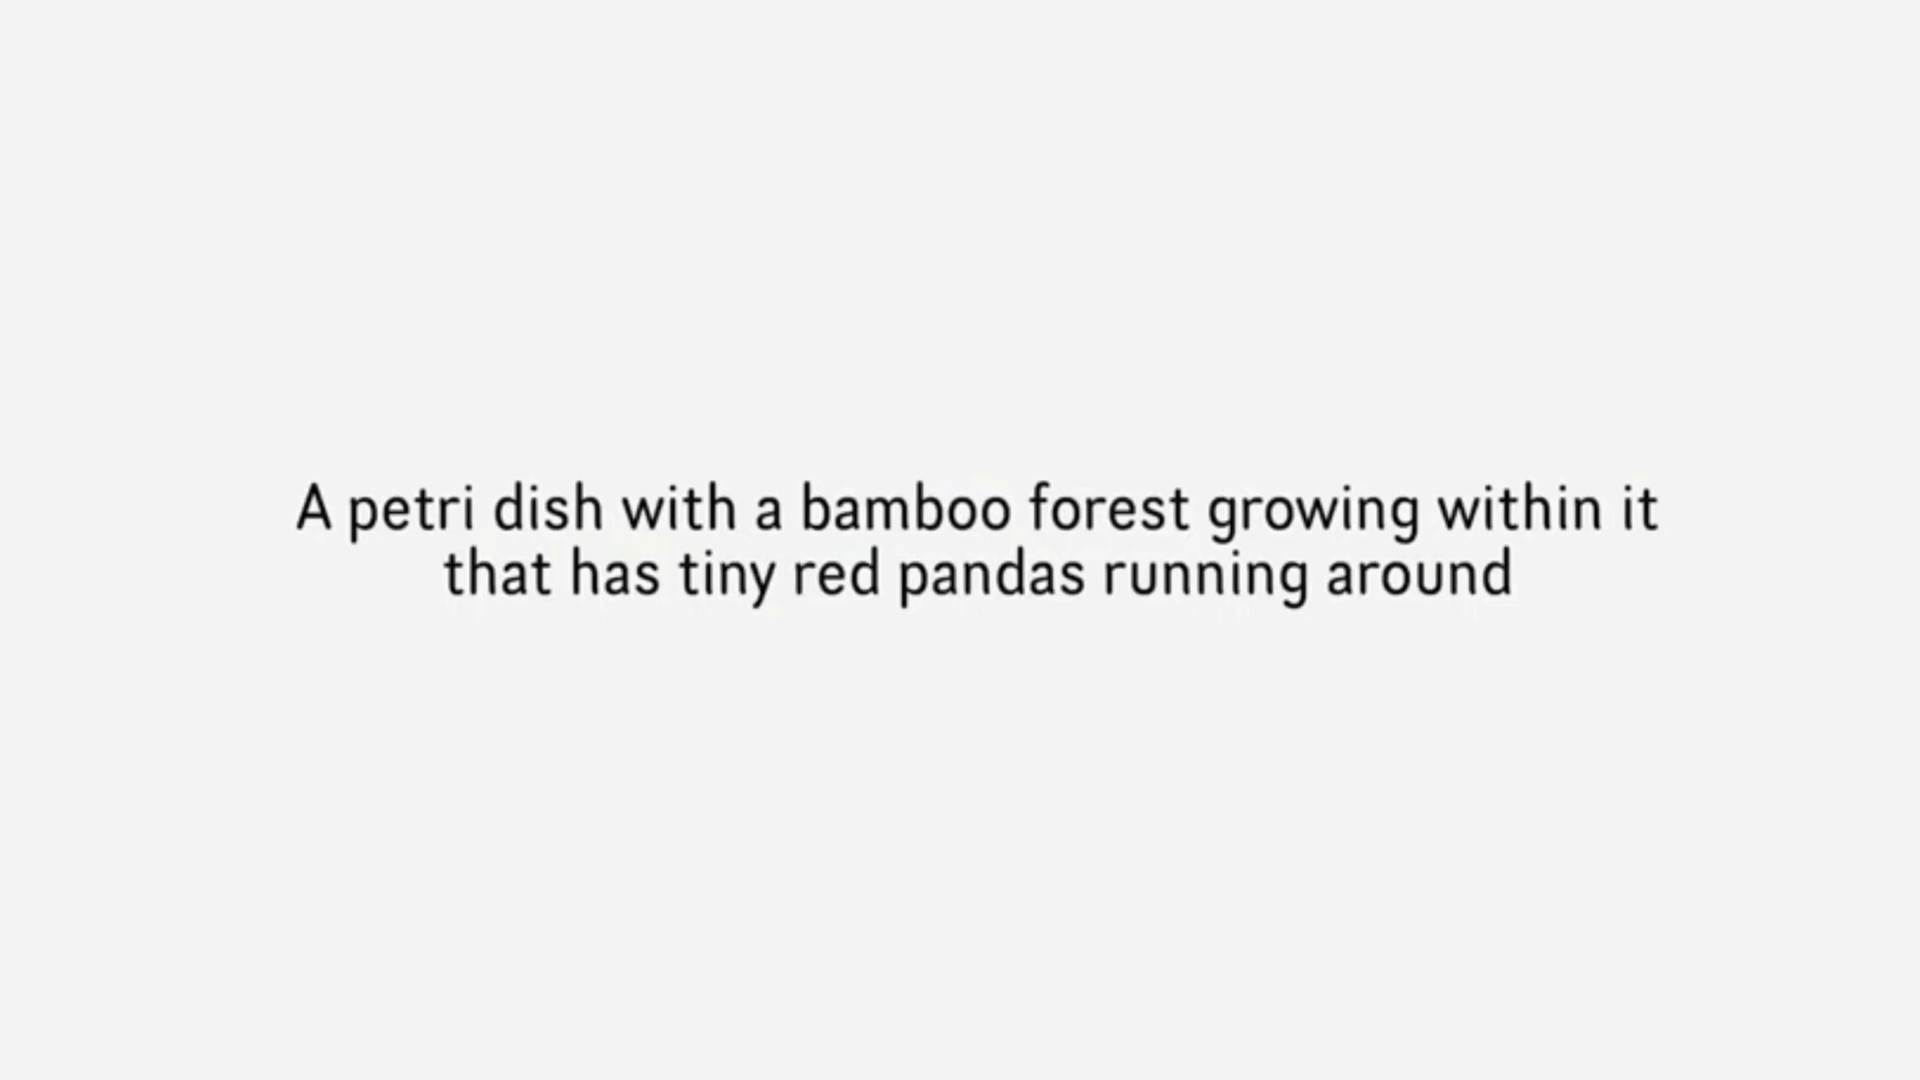 A petri dish with a bamboo forest growing within it
that has tiny red pandas running around